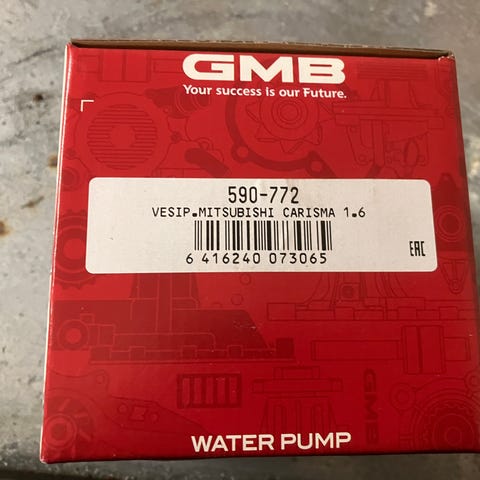 GMB
Your success is our Future.
590-772
VESIP.MITSUBISHI CARISMA 1.6
EAC
6 416240 073065
WATER PUMP
GMB